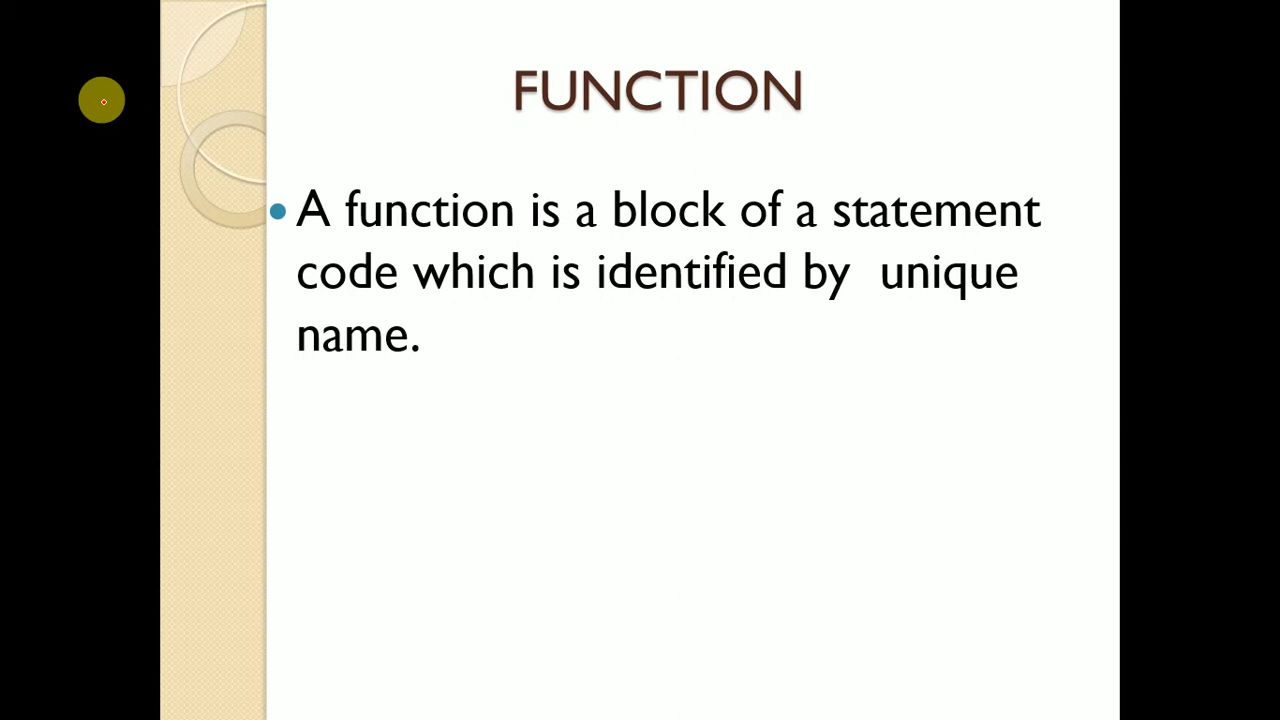 FUNCTION
• A function is a block of a statement
code which is identified by  unique
name.